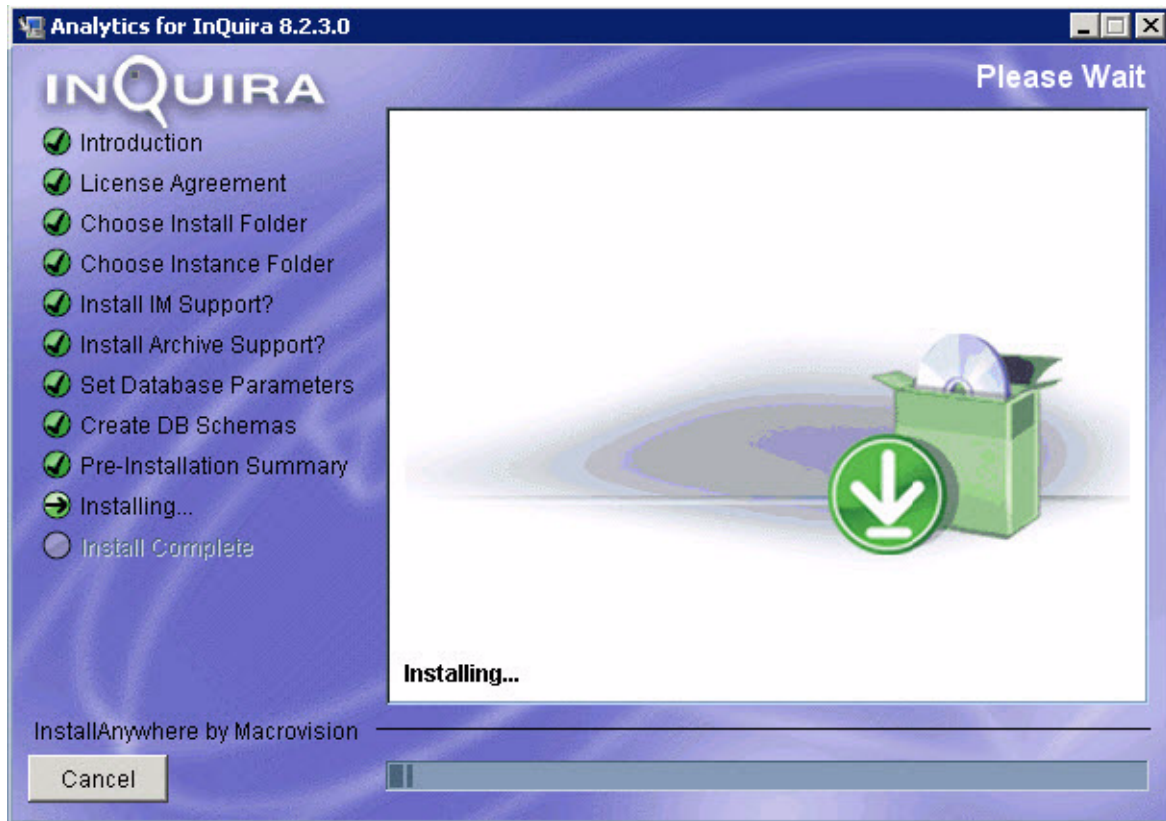 Analytics for InQuira 8.2.3.0
INQUIRA
Please Wait
Introduction
License Agreement
Choose Install Folder
Choose Instance Folder
Install IM Support?
Install Archive Support?
Set Database Parameters
Create DB Schemas
Pre-Installation Summary
Installing...
Install Complete
Installing...
InstallAnywhere by Macrovision
Cancel